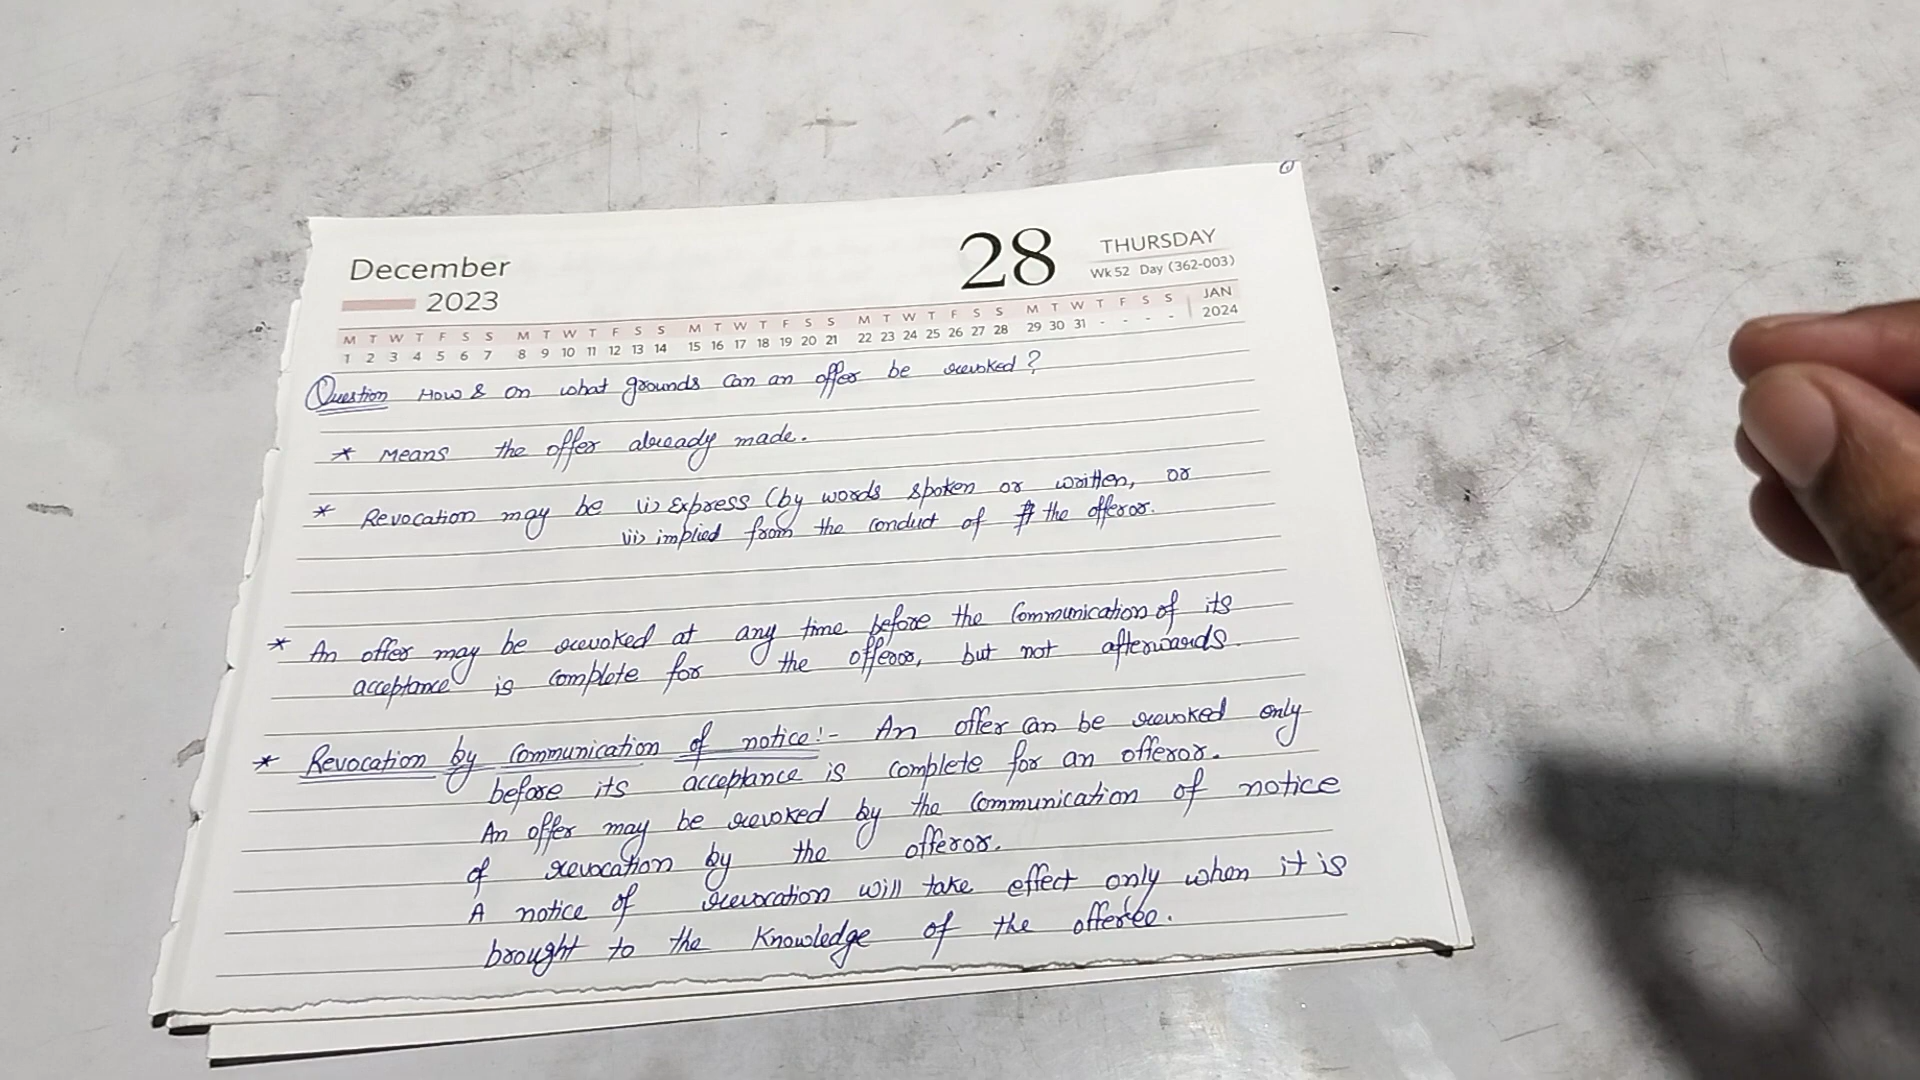 ①
December 28 THURSDAY
2023 Wk 52 Day (362-003)
M T W T F S S M T W T F S S M T W T F S S M T W T F S S M T W T F S S JAN
1 2 3 4 5 6 7 8 9 10 11 12 13 14 15 16 17 18 19 20 21 22 23 24 25 26 27 28 29 30 31 - - - - 2024
Question How & on what grounds can an offer be revoked?
* Means the offer already made.
* Revocation may be (i) Express (by words spoken or written, or
(ii) implied from the conduct of the offeror.
* An offer may be revoked at any time before the communication of its
acceptance is complete for the offeror, but not afterwards.
* Revocation by communication of notice:- An offer can be revoked only
before its acceptance is complete for an offeror.
An offer may be revoked by the communication of notice
of revocation by the offeror.
A notice of revocation will take effect only when it is
brought to the knowledge of the offeree.